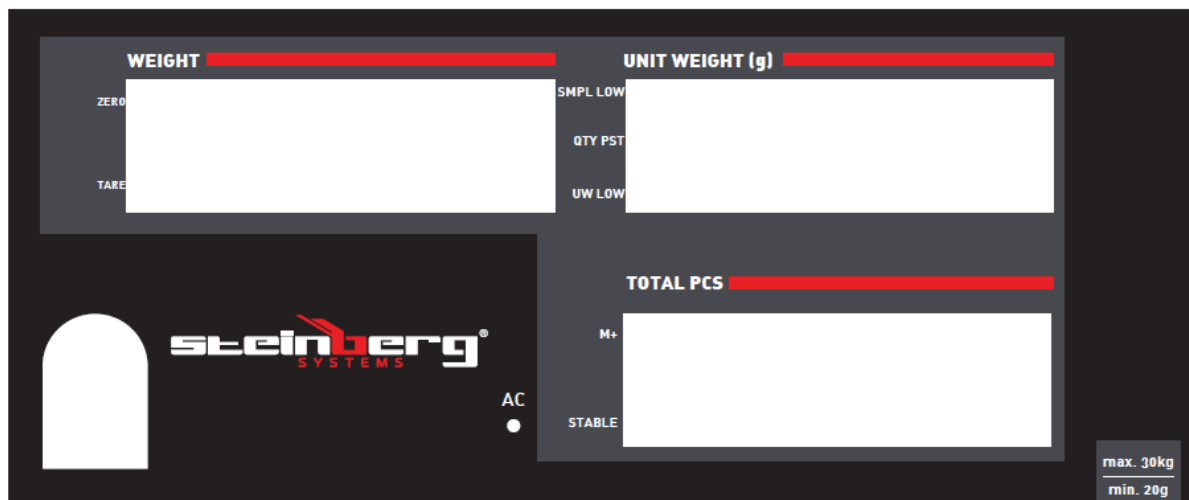 WEIGHT
UNIT WEIGHT (g)
ZERO
TARE
SMPL LOW
QTY PST
UW LOW
TOTAL PCS
M+
STABLE
steinberg®
SYSTEMS
AC
max. 30kg
min. 20g